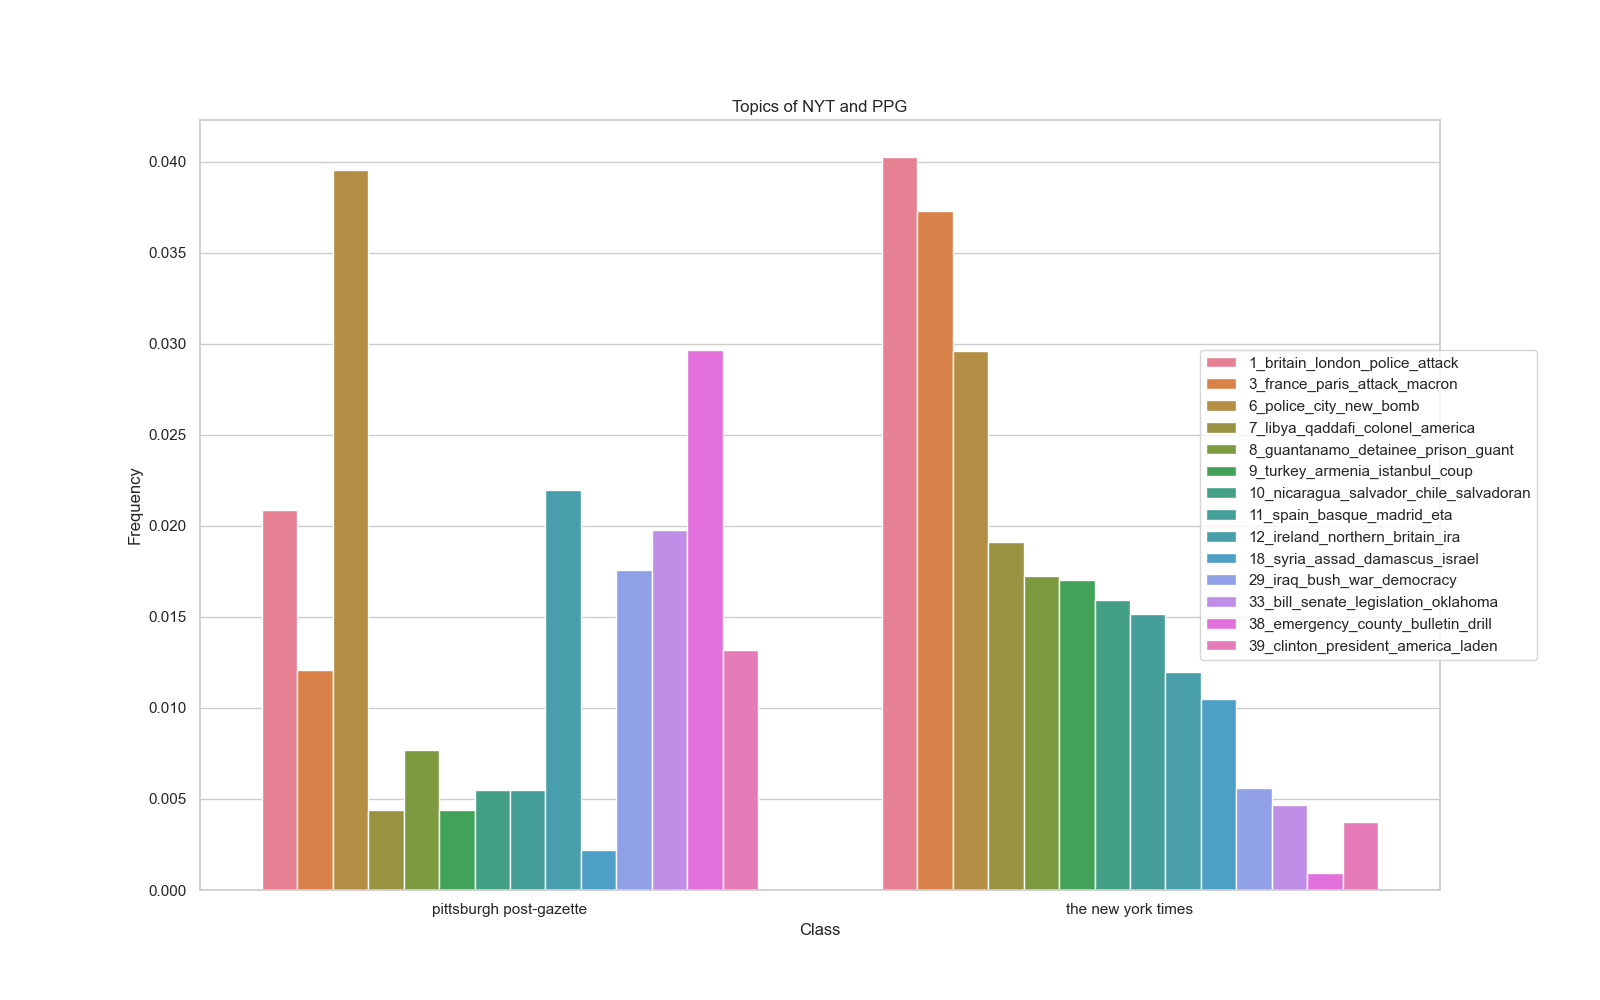 Topics of NYT and PPG
0.040
0.035
0.030
0.025
0.020
0.015
0.010
0.005
0.000
Frequency
1_britain_london_police_attack
3_france_paris_attack_macron
6_police_city_new_bomb
7_libya_qaddafi_colonel_america
8_guantanamo_detainee_prison_guant
9_turkey_armenia_istanbul_coup
10_nicaragua_salvador_chile_salvadoran
11_spain_basque_madrid_eta
12_ireland_northern_britain_ira
18_syria_assad_damascus_israel
29_iraq_bush_war_democracy
33_bill_senate_legislation_oklahoma
38_emergency_county_bulletin_drill
39_clinton_president_america_laden
pittsburgh post-gazette
the new york times
Class